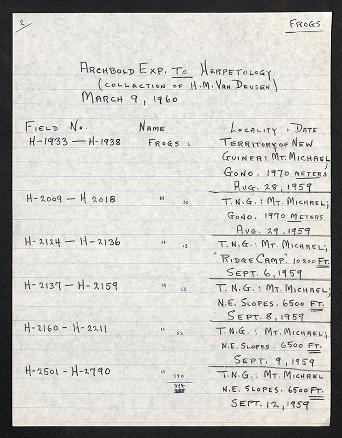 2
FROGS
ARCHBOLD EXP. TO HERPETOLOGY
(COLLECTION OF H.M. VAN DEUSEN)
MARCH 9, 1960
FIELD No. NAME LOCALITY & DATE
H-1933 — H-1938 FROGS 6 TERRITORY OF NEW
GUINEA: MT. MICHAEL;
GONO. 1970 METERS
AUG. 28, 1959
H-2009 — H 2018 " 10 T.N.G.: MT. MICHAEL;
GONO. 1970 METERS
AUG. 29, 1959
H-2124 — H-2136 " 13 T.N.G.: MT. MICHAEL;
"RIDGE CAMP" 10200 FT.
SEPT. 6, 1959
H-2137 — H-2159 " 23 T.N.G.: MT. MICHAEL;
N.E. SLOPES. 6500 FT.
SEPT. 8, 1959
H-2160 — H-2211 " 52 T.N.G.: MT. MICHAEL;
N.E. SLOPES. 6500 FT.
SEPT. 9, 1959
H-2501 — H-2790 " 290 T.N.G.: MT. MICHAEL
394 N.E. SLOPES. 6500 FT.
SEPT. 12, 1959